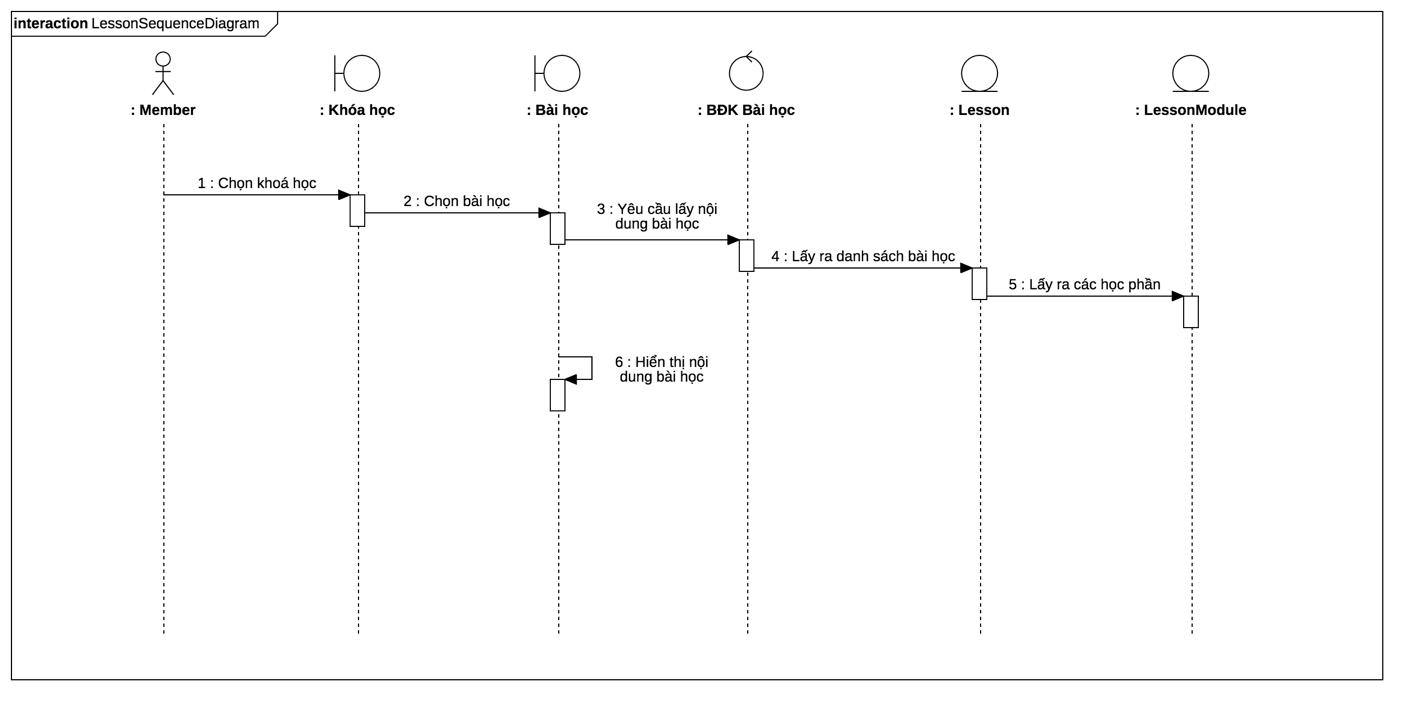 interaction LessonSequenceDiagram
: Member
: Khóa học
: Bài học
: BĐK Bài học
: Lesson
: LessonModule
1 : Chọn khoá học
2 : Chọn bài học
3 : Yêu cầu lấy nội
dung bài học
4 : Lấy ra danh sách bài học
5 : Lấy ra các học phần
6 : Hiển thị nội
dung bài học